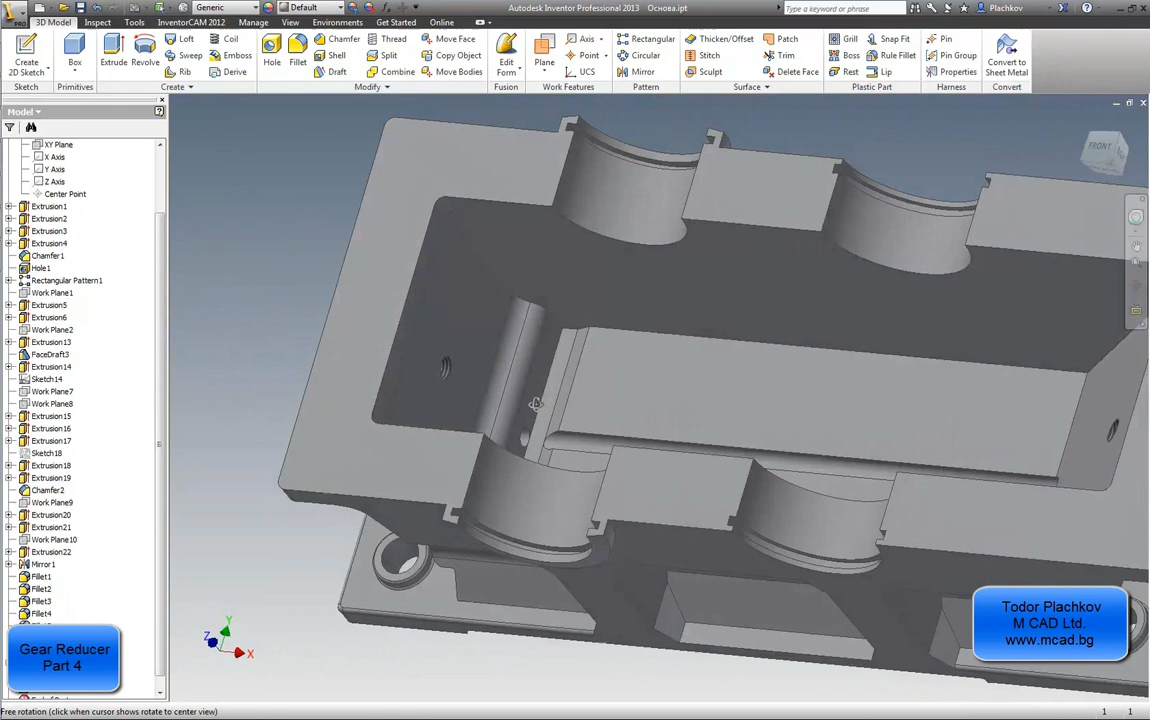 Generic
Default
Autodesk Inventor Professional 2013
Основа.ipt
Type a keyword or phrase
Plachkov
PRO
3D Model
Inspect
Tools
InventorCAM 2012
Manage
View
Environments
Get Started
Online
Create
2D Sketch
Box
Extrude
Revolve
Loft
Sweep
Rib
Coil
Emboss
Derive
Hole
Fillet
Chamfer
Shell
Draft
Thread
Split
Combine
Move Face
Copy Object
Move Bodies
Edit
Form
Plane
Axis
Point
UCS
Rectangular
Circular
Mirror
Thicken/Offset
Stitch
Sculpt
Patch
Trim
Delete Face
Grill
Boss
Rest
Snap Fit
Rule Fillet
Lip
Pin
Pin Group
Properties
Convert to
Sheet Metal
Sketch
Primitives
Create
Modify
Fusion
Work Features
Pattern
Surface
Plastic Part
Harness
Convert
Model
XY Plane
X Axis
Y Axis
Z Axis
Center Point
Extrusion1
Extrusion2
Extrusion3
Extrusion4
Chamfer1
Hole1
Rectangular Pattern1
Work Plane1
Extrusion5
Extrusion6
Work Plane2
Extrusion13
FaceDraft3
Extrusion14
Sketch14
Work Plane7
Work Plane8
Extrusion15
Extrusion16
Extrusion17
Sketch18
Extrusion18
Extrusion19
Chamfer2
Work Plane9
Extrusion20
Extrusion21
Work Plane10
Extrusion22
Mirror1
Fillet1
Fillet2
Fillet3
Fillet4
FRONT
Y
Z
X
Gear Reducer
Part 4
Todor Plachkov
M CAD Ltd.
www.mcad.bg
Free rotation (click when cursor shows rotate to center view)
1
1